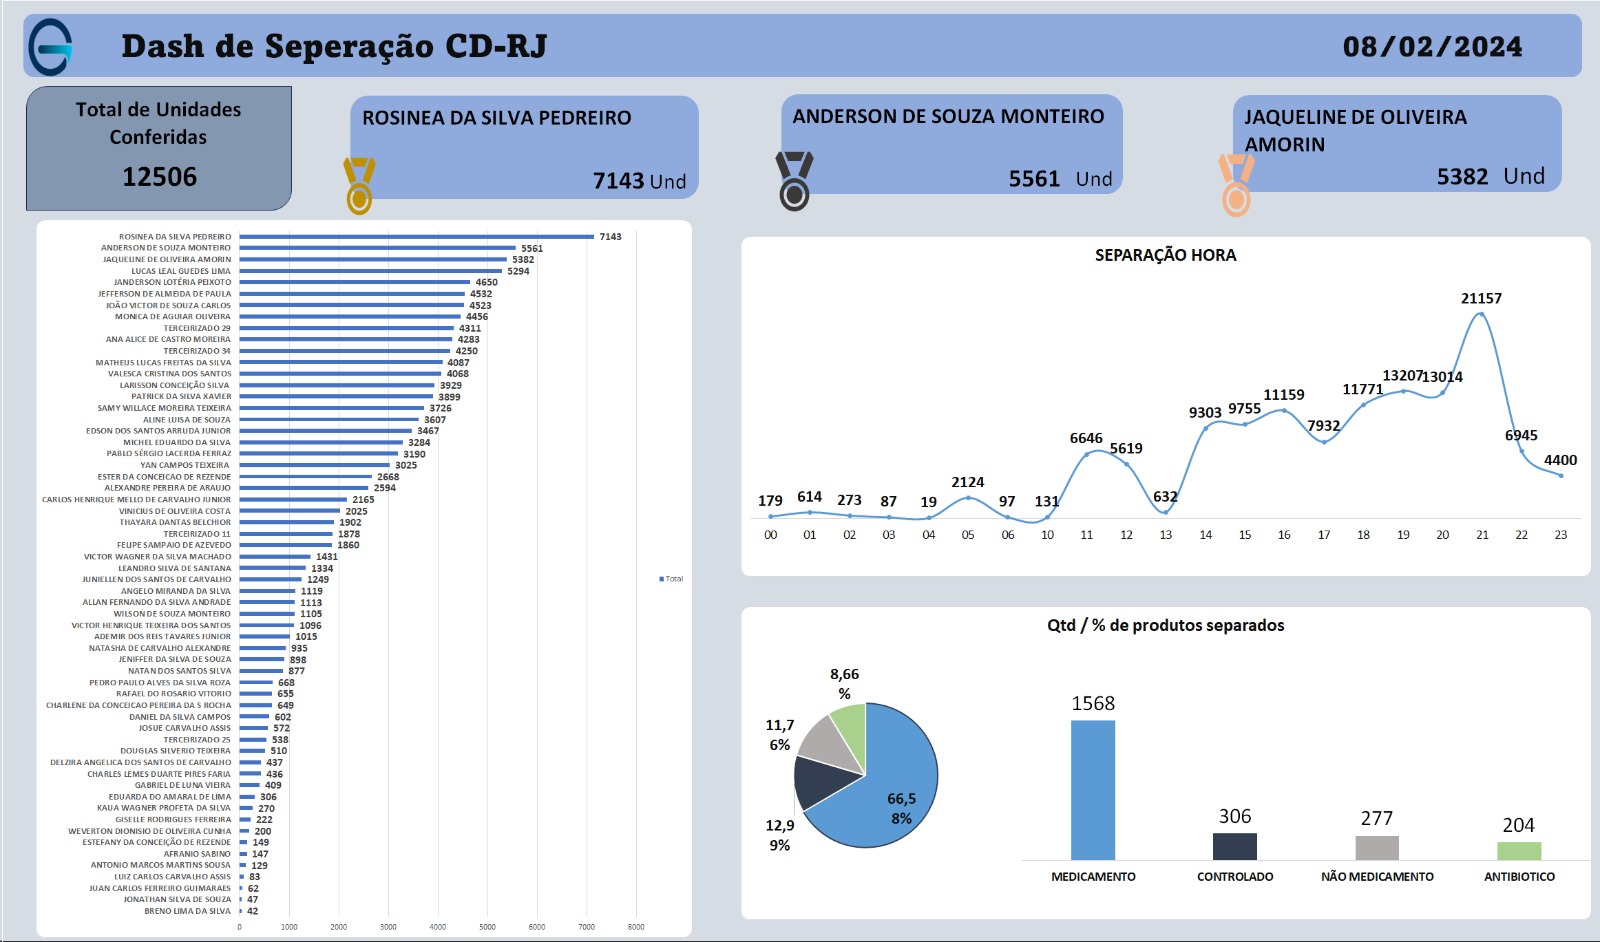 Dash de Seperação CD-RJ
08/02/2024
Total de Unidades
Conferidas
12506
ROSINEA DA SILVA PEDREIRO
7143 Und
ANDERSON DE SOUZA MONTEIRO
5561 Und
JAQUELINE DE OLIVEIRA
AMORIN
5382 Und
ROSINEA DA SILVA PEDREIRO 7143
ANDERSON DE SOUZA MONTEIRO 5561
JAQUELINE DE OLIVEIRA AMORIN 5382
LUCAS LEAL GUEDES LIMA 5294
JANDERSON LOTÉRIA PEIXOTO 4650
JEFFERSON DE ALMEIDA DE PAULA 4532
JOÃO VICTOR DE SOUZA CARLOS 4523
MONICA DE AGUIAR OLIVEIRA 4456
TERCEIRIZADO 29 4311
ANA ALICE DE CASTRO MOREIRA 4283
TERCEIRIZADO 34 4250
MATHEUS LUCAS FREITAS DA SILVA 4087
VALESCA CRISTINA DOS SANTOS 4068
LARISSON CONCEIÇÃO SILVA 3929
PATRICK DA SILVA XAVIER 3899
SAMY WILLACE MOREIRA TEIXEIRA 3726
ALINE LUISA DE SOUZA 3607
EDSON DOS SANTOS ARRUDA JUNIOR 3467
MICHEL EDUARDO DA SILVA 3284
PABLO SÉRGIO LACERDA FERRAZ 3190
YAN CAMPOS TEIXEIRA 3025
ESTER DA CONCEICAO DE REZENDE 2668
ALEXANDRE PEREIRA DE ARAUJO 2594
CARLOS HENRIQUE MELLO DE CARVALHO JUNIOR 2165
VINICIUS DE OLIVEIRA COSTA 2025
THAYARA DANTAS BELCHIOR 1902
TERCEIRIZADO 11 1878
FELIPE SAMPAIO DE AZEVEDO 1860
VICTOR WAGNER DA SILVA MACHADO 1431
LEANDRO SILVA DE SANTANA 1334
JUNIELLEN DOS SANTOS DE CARVALHO 1249
ANGELO MIRANDA DA SILVA 1119
ALLAN FERNANDO DA SILVA ANDRADE 1113
WILSON DE SOUZA MONTEIRO 1105
VICTOR HENRIQUE TEIXEIRA DOS SANTOS 1096
ADEMIR DOS REIS TAVARES JUNIOR 1015
NATASHA DE CARVALHO ALEXANDRE 935
JENIFFER DA SILVA DE SOUZA 898
NATAN DOS SANTOS SILVA 877
PEDRO PAULO ALVES DA SILVA ROZA 668
RAFAEL DO ROSARIO VITORIO 655
CHARLENE DA CONCEICAO PEREIRA DA S ROCHA 649
DANIEL DA SILVA CAMPOS 602
JOSUE CARVALHO ASSIS 572
TERCEIRIZADO 25 538
DOUGLAS SILVERIO TEIXEIRA 510
DELZIRA ANGELICA DOS SANTOS DE CARVALHO 437
CHARLES LEMES DUARTE PIRES FARIA 436
GABRIEL DE LUNA VIEIRA 409
EDUARDA DO AMARAL DE LIMA 306
KAUA WAGNER PROFETA DA SILVA 270
GISELLE RODRIGUES FERREIRA 222
WEVERTON DIONISIO DE OLIVEIRA CUNHA 200
ESTEFANY DA CONCEIÇÃO DE REZENDE 149
AFRANIO SABINO 147
ANTONIO MARCOS MARTINS SOUSA 129
LUIZ CARLOS CARVALHO ASSIS 83
JUAN CARLOS FERREIRO GUIMARAES 62
JONATHAN SILVA DE SOUZA 47
BRENO LIMA DA SILVA 42
0 1000 2000 3000 4000 5000 6000 7000 8000
Total
SEPARAÇÃO HORA
179 614 273 87 19 2124 97 131 6646 5619 632 9303 9755 11159 7932 11771 13207 13014 21157 6945 4400
00 01 02 03 04 05 06 10 11 12 13 14 15 16 17 18 19 20 21 22 23
Qtd / % de produtos separados
8,66
%
11,7
6%
12,9
9%
66,5
8%
1568 306 277 204
MEDICAMENTO CONTROLADO NÃO MEDICAMENTO ANTIBIOTICO